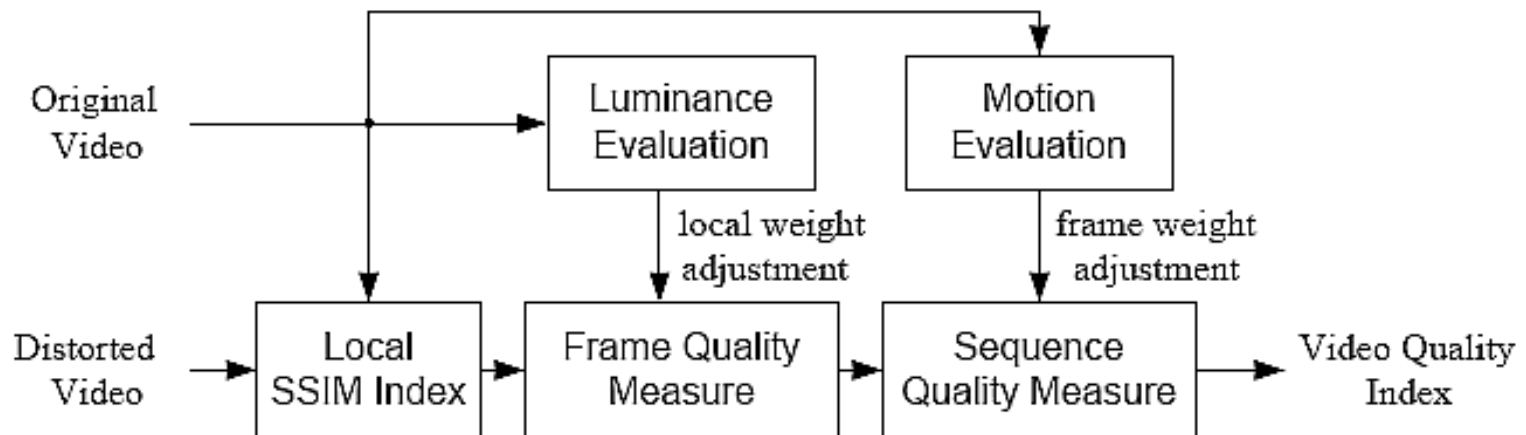 Original
Video
Luminance
Evaluation
Motion
Evaluation
local weight
adjustment
frame weight
adjustment
Distorted
Video
Local
SSIM Index
Frame Quality
Measure
Sequence
Quality Measure
Video Quality
Index